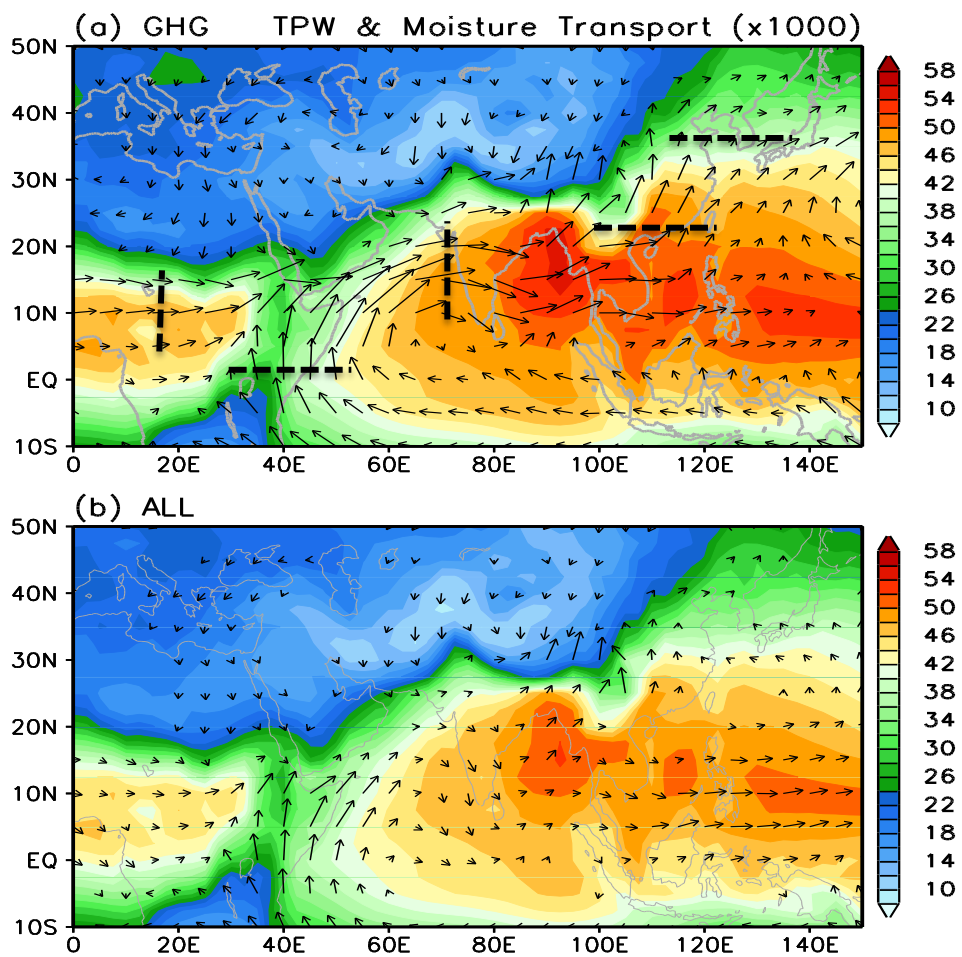 (a) GHG TPW & Moisture Transport (x1000)
50N
40N
30N
20N
10N
EQ
10S
0 20E 40E 60E 80E 100E 120E 140E
58
54
50
46
42
38
34
30
26
22
18
14
10
(b) ALL
50N
40N
30N
20N
10N
EQ
10S
0 20E 40E 60E 80E 100E 120E 140E
58
54
50
46
42
38
34
30
26
22
18
14
10